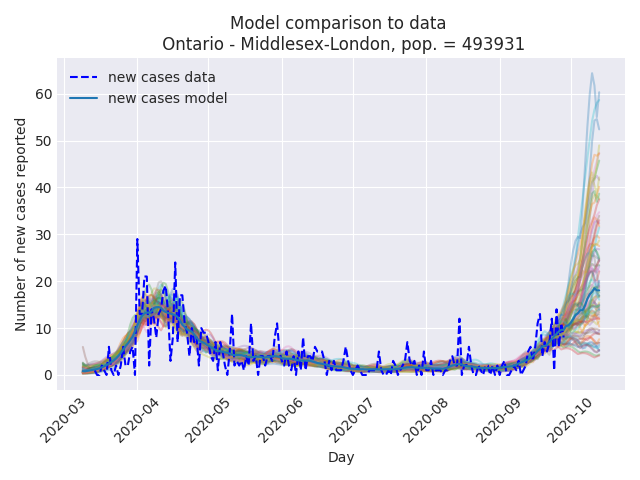 Model comparison to data
Ontario - Middlesex-London, pop. = 493931
new cases data
new cases model
Number of new cases reported
60
50
40
30
20
10
0
2020-03
2020-04
2020-05
2020-06
2020-07
2020-08
2020-09
2020-10
Day